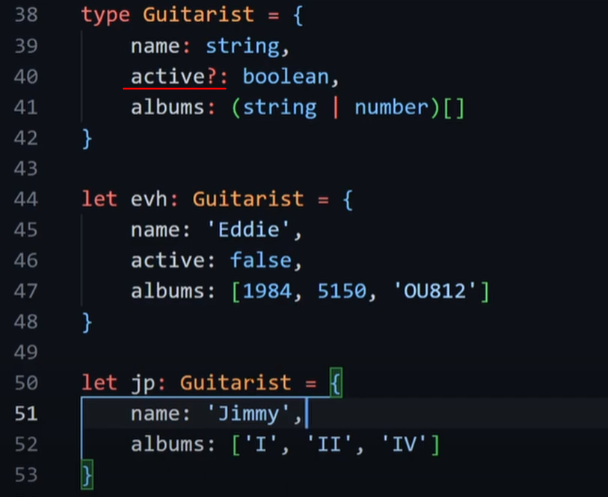 38 type Guitarist = {
39 name: string,
40 active?: boolean,
41 albums: (string | number)[]
42 }
43
44 let evh: Guitarist = {
45 name: 'Eddie',
46 active: false,
47 albums: [1984, 5150, 'OU812']
48 }
49
50 let jp: Guitarist = {
51 name: 'Jimmy',
52 albums: ['I', 'II', 'IV']
53 }